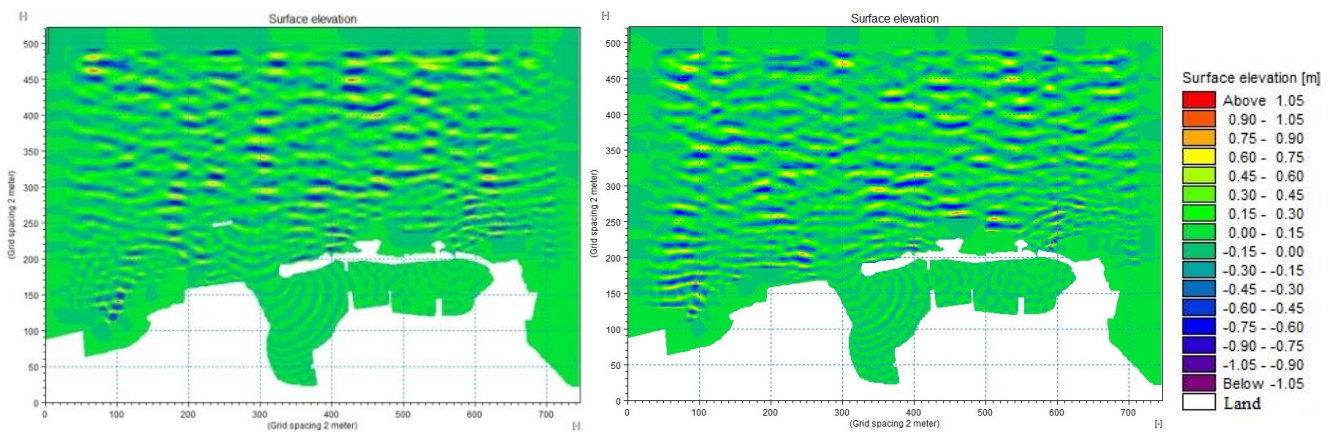 [-]
Surface elevation
500
450
400
350
300
250
200
150
100
50
0
(Grid spacing 2 meter)
0 100 200 300 400 500 600 700
(Grid spacing 2 meter)
[-]
[-]
Surface elevation
500
450
400
350
300
250
200
150
100
50
0
(Grid spacing 2 meter)
0 100 200 300 400 500 600 700
(Grid spacing 2 meter)
[-]
Surface elevation [m]
Above 1.05
0.90 - 1.05
0.75 - 0.90
0.60 - 0.75
0.45 - 0.60
0.30 - 0.45
0.15 - 0.30
0.00 - 0.15
-0.15 - 0.00
-0.30 - -0.15
-0.45 - -0.30
-0.60 - -0.45
-0.75 - -0.60
-0.90 - -0.75
-1.05 - -0.90
Below -1.05
Land